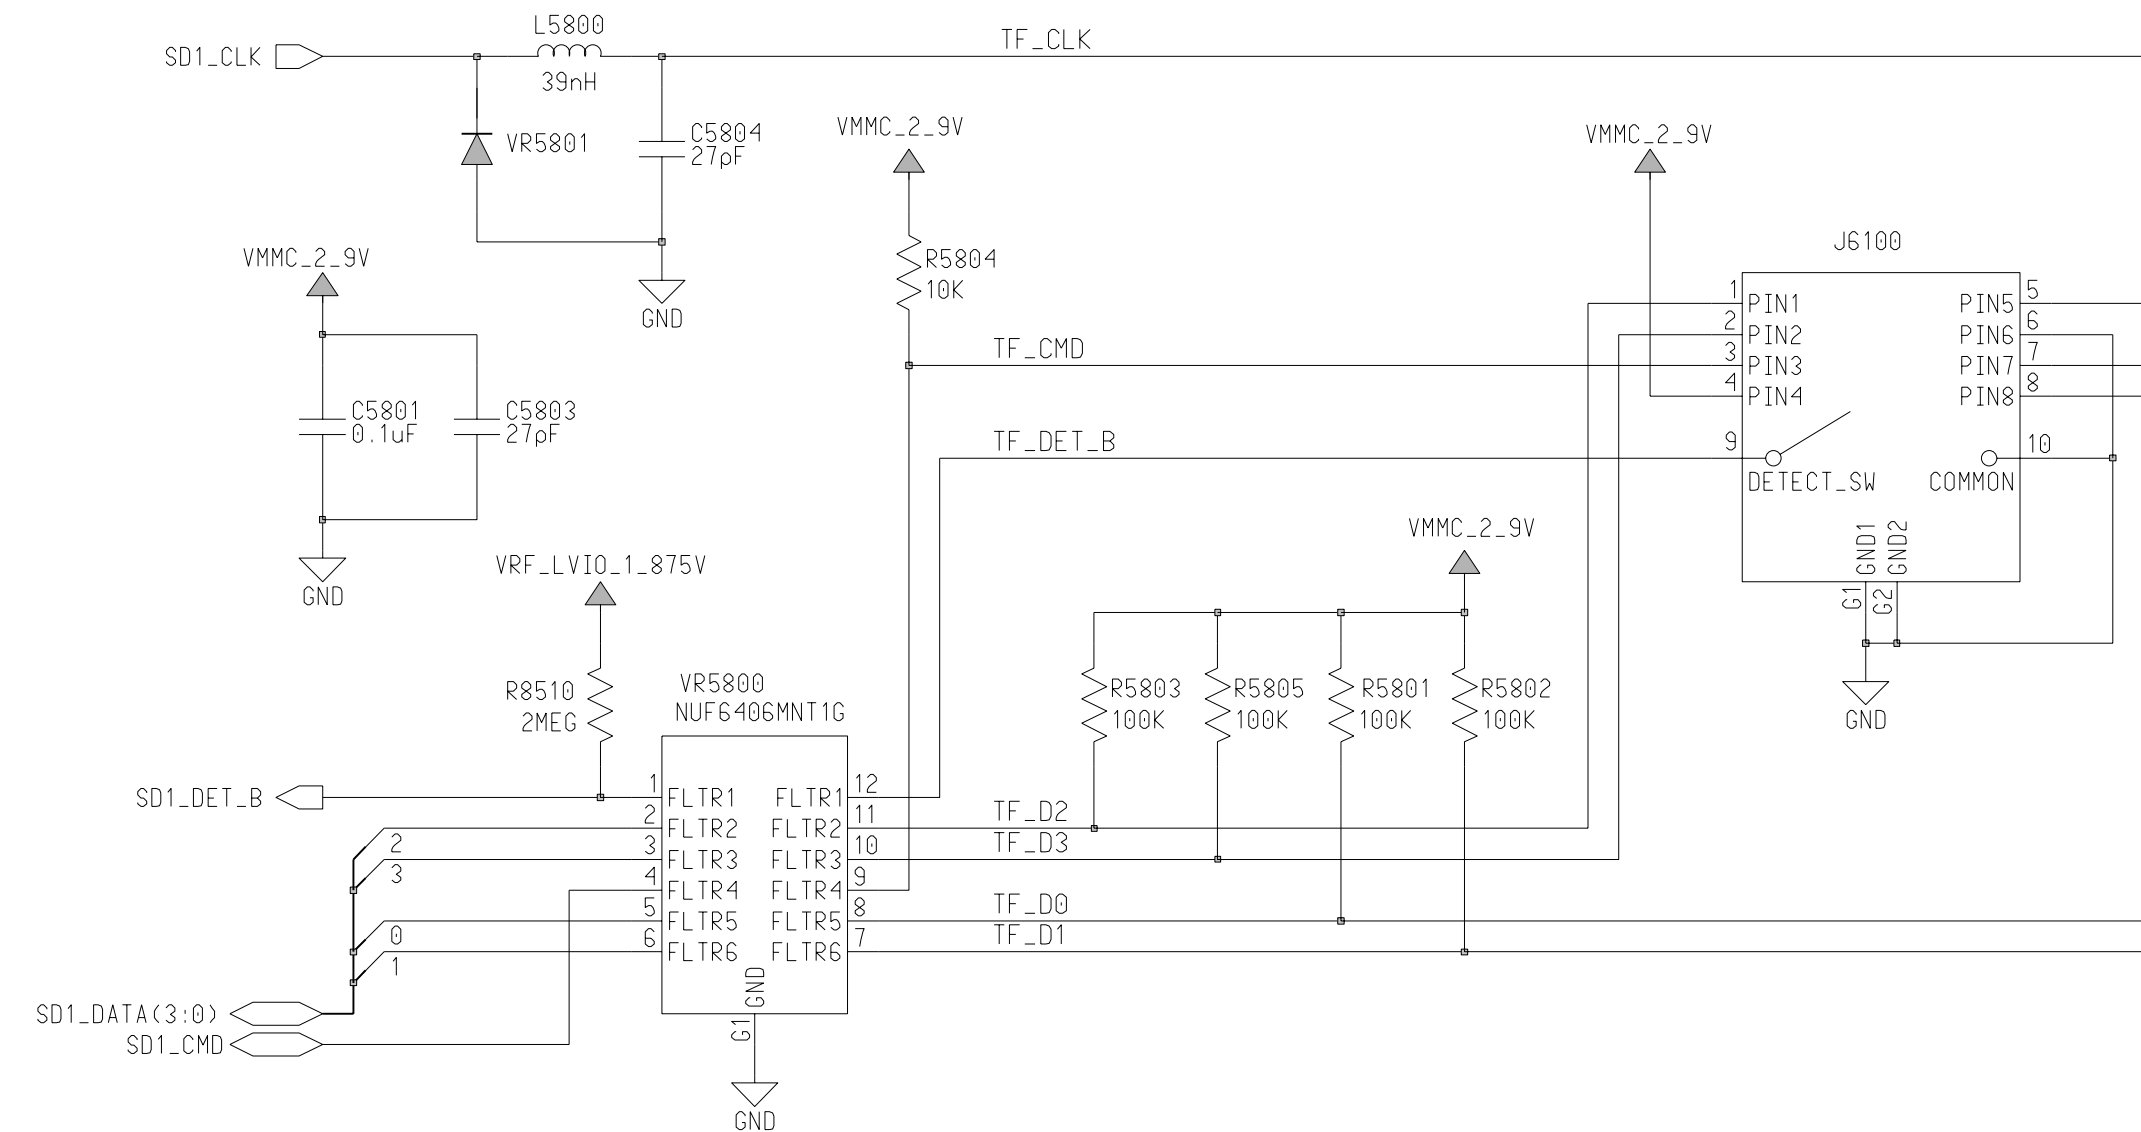 L5800
SD1_CLK
39nH
TF_CLK
VR5801
C5804
27pF
GND
VMMC_2_9V
R5804
10K
VMMC_2_9V
J6100
VMMC_2_9V
C5801
0.1uF
C5803
27pF
GND
TF_CMD
TF_DET_B
1 PIN1
2 PIN2
3 PIN3
4 PIN4
9
DETECT_SW
PIN5 5
PIN6 6
PIN7 7
PIN8 8
10
COMMON
GND1
GND2
G1
G2
GND
VRF_LVIO_1_875V
R8510
2MEG
VMMC_2_9V
R5803
100K
R5805
100K
R5801
100K
R5802
100K
VR5800
NUF6406MNT1G
SD1_DET_B
1 FLTR1 FLTR1 12
2 FLTR2 FLTR2 11
3 FLTR3 FLTR3 10
4 FLTR4 FLTR4 9
5 FLTR5 FLTR5 8
6 FLTR6 FLTR6 7
2
3
0
1
TF_D2
TF_D3
TF_D0
TF_D1
GND
G1
GND
SD1_DATA(3:0)
SD1_CMD